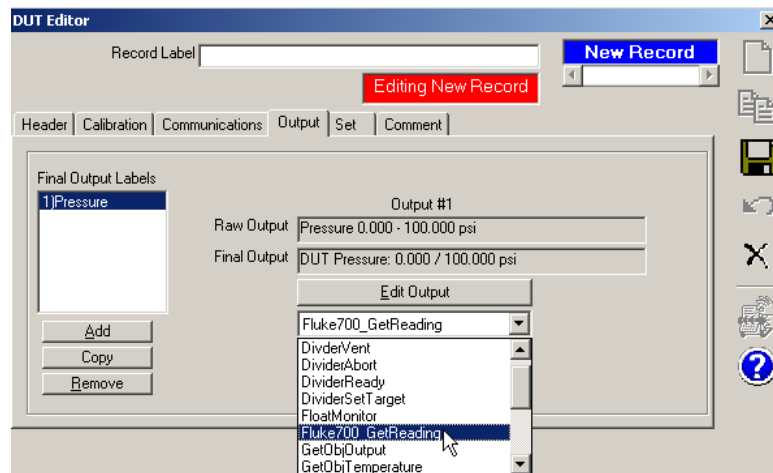 DUT Editor
Record Label
New Record
Editing New Record
Header
Calibration
Communications
Output
Set
Comment
Final Output Labels
1)Pressure
Output #1
Raw Output
Pressure 0.000 - 100.000 psi
Final Output
DUT Pressure: 0.000 / 100.000 psi
Edit Output
Add
Copy
Remove
Fluke700_GetReading
DivderVent
DividerAbort
DividerReady
DividerSetTarget
FloatMonitor
Fluke700_GetReading
GetObjOutput
GetObjTemperature